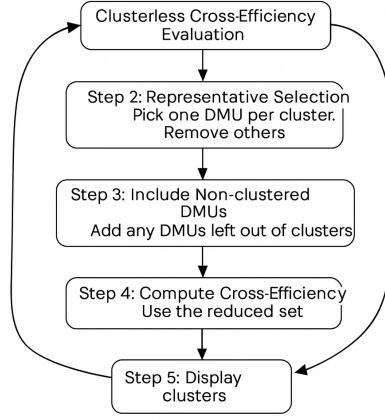 Clusterless Cross-Efficiency
Evaluation
Step 2: Representative Selection
Pick one DMU per cluster.
Remove others
Step 3: Include Non-clustered
DMUs
Add any DMUs left out of clusters
Step 4: Compute Cross-Efficiency
Use the reduced set
Step 5: Display
clusters